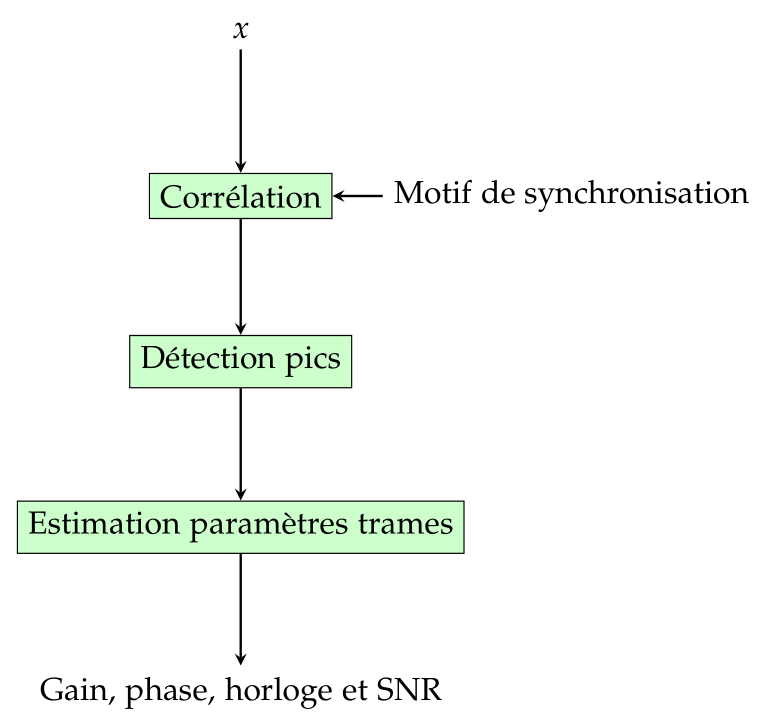 x
Corrélation
Motif de synchronisation
Détection pics
Estimation paramètres trames
Gain, phase, horloge et SNR